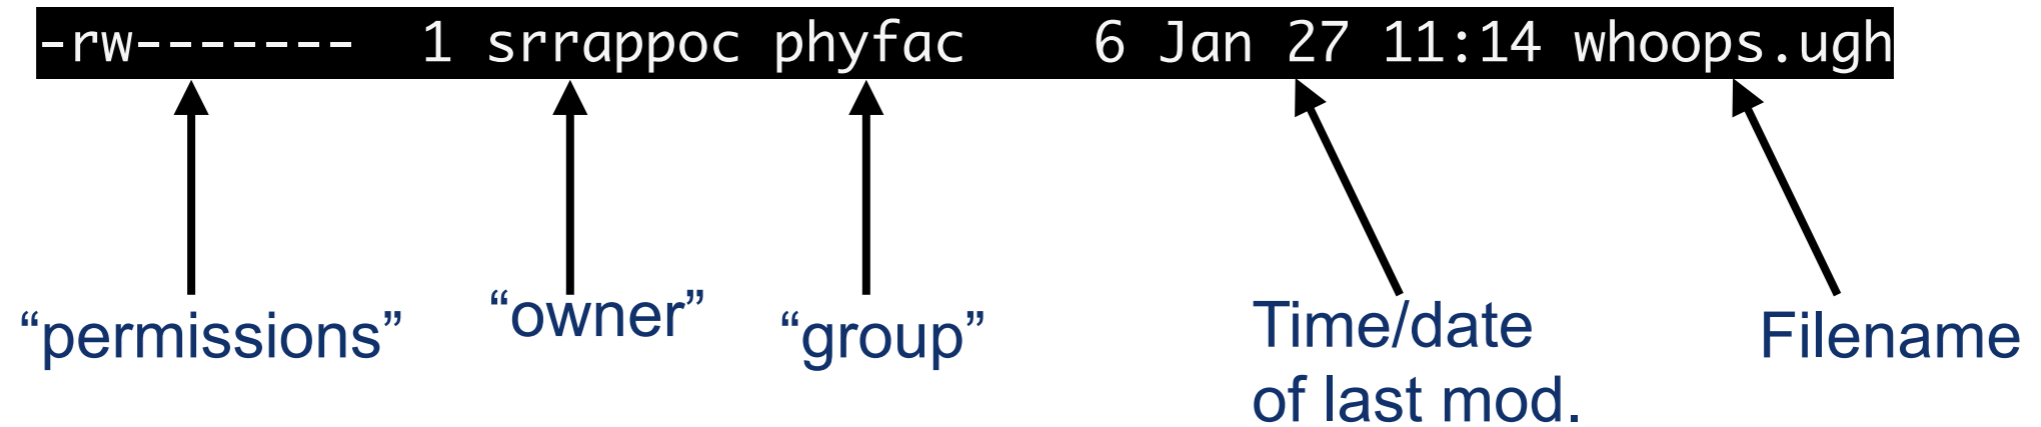 -rw------- 1 srrappoc phyfac 6 Jan 27 11:14 whoops.ugh
“permissions” “owner” “group” Time/date Filename
of last mod.